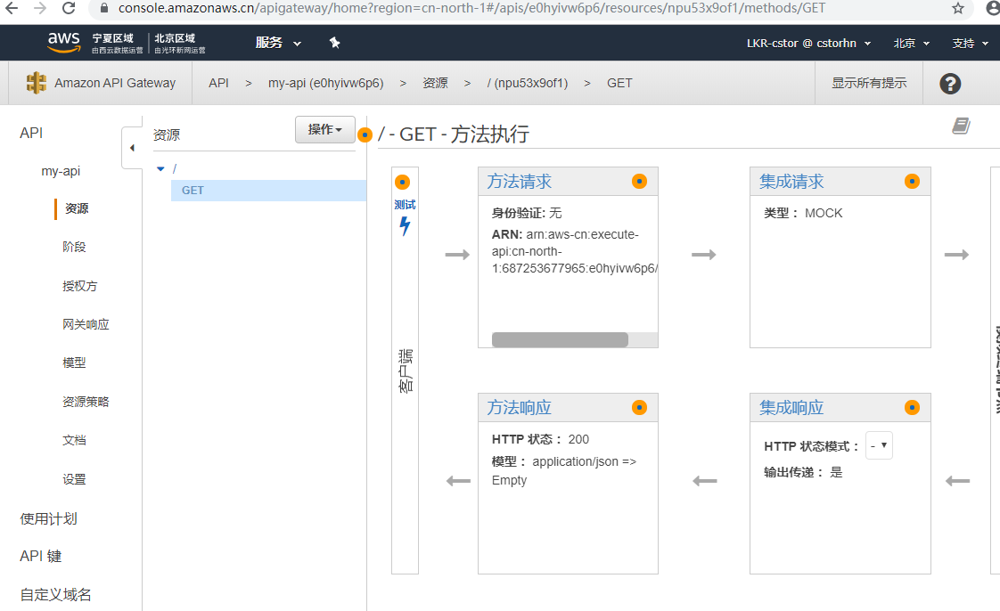 console.amazonaws.cn/apigateway/home?region=cn-north-1#/apis/e0hyivw6p6/resources/npu53x9of1/methods/GET
aws
宁夏区域
由西云数据运营
北京区域
由光环新网运营
服务
LKR-cstor @ cstorhn
北京
支持
Amazon API Gateway
API > my-api (e0hyivw6p6) > 资源 > / (npu53x9of1) > GET
显示所有提示
?
API
my-api
资源
阶段
授权方
网关响应
模型
资源策略
文档
设置
使用计划
API 键
自定义域名
资源
操作
/
GET
/ - GET - 方法执行
测试
客户端
方法请求
身份验证: 无
ARN: arn:aws-cn:execute-
api:cn-north-
1:687253677965:e0hyivw6p6/
集成请求
类型： MOCK
方法响应
HTTP 状态： 200
模型： application/json =>
Empty
集成响应
HTTP 状态模式： -
输出传递： 是